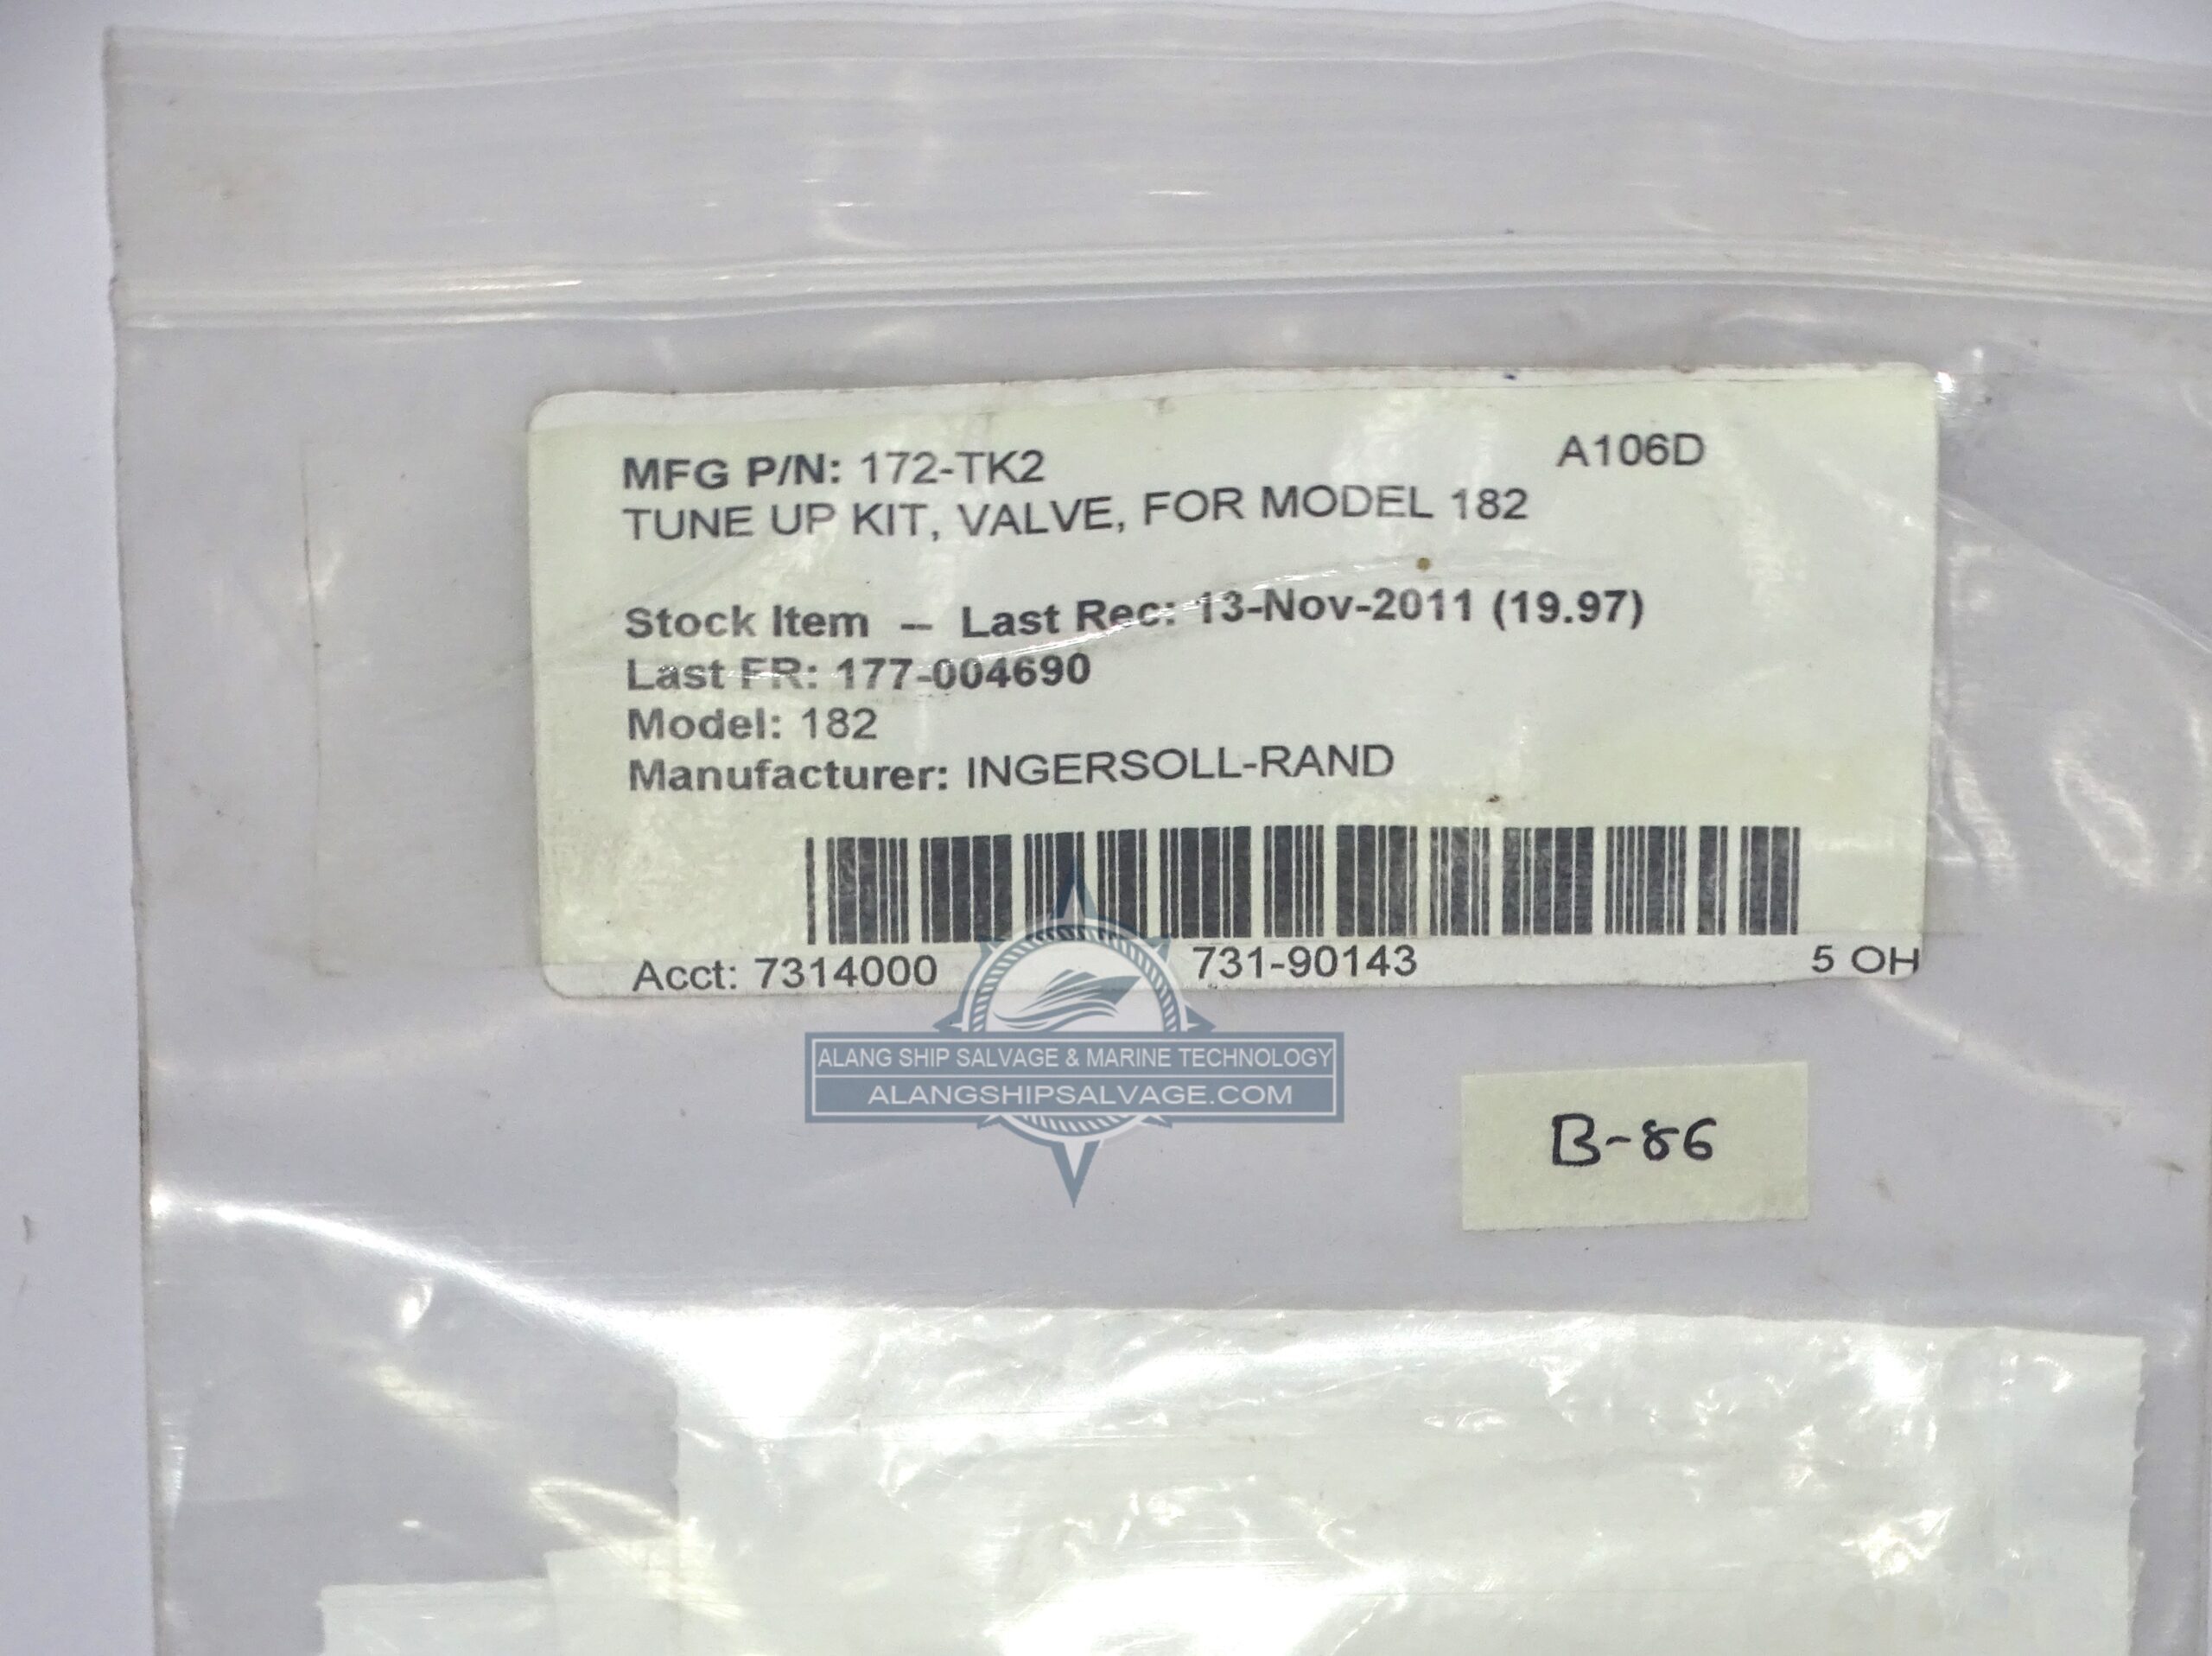 MFG P/N: 172-TK2 A106D
TUNE UP KIT, VALVE, FOR MODEL 182
Stock Item -- Last Rec: 13-Nov-2011 (19.97)
Last FR: 177-004690
Model: 182
Manufacturer: INGERSOLL-RAND
Acct: 7314000 731-90143 5 OH
ALANG SHIP SALVAGE & MARINE TECHNOLOGY
ALANGSHIPSALVAGE.COM
B-86